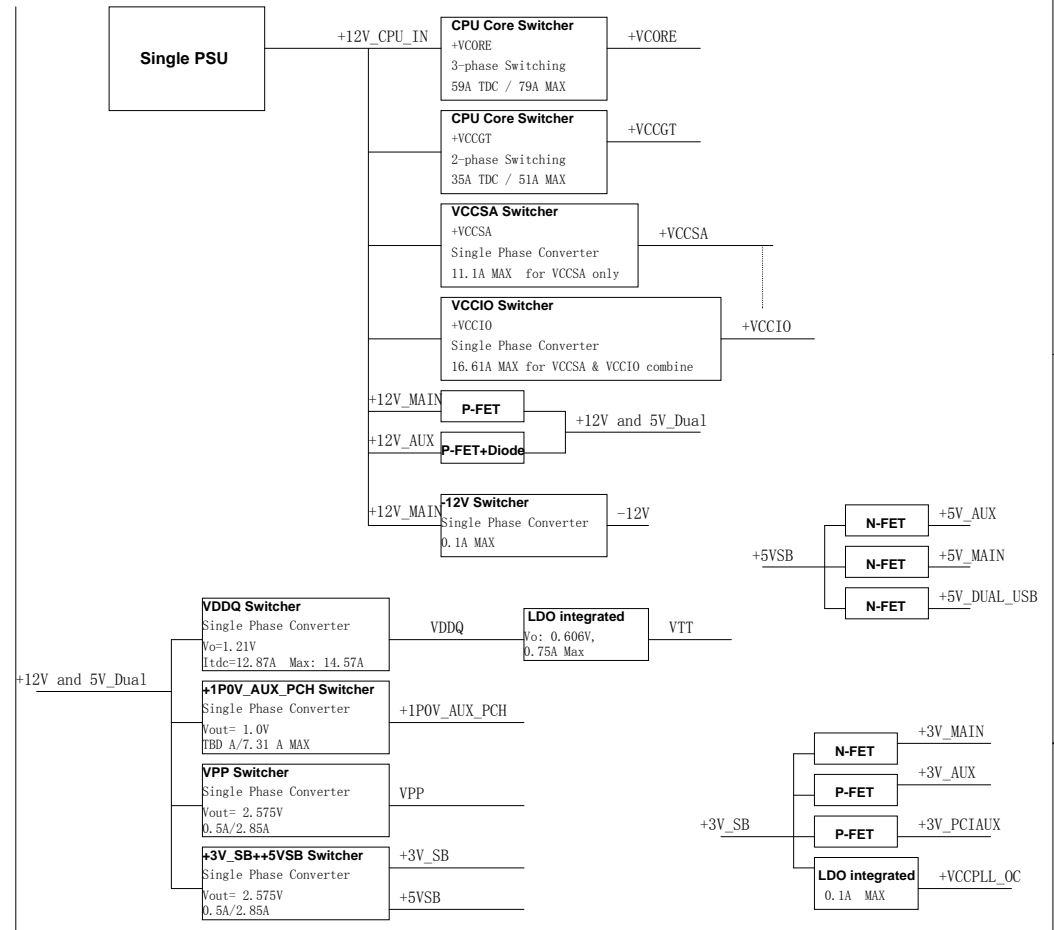 Single PSU
+12V_CPU_IN
CPU Core Switcher
+VCORE
3-phase Switching
59A TDC / 79A MAX
+VCORE
CPU Core Switcher
+VCCGT
2-phase Switching
35A TDC / 51A MAX
+VCCGT
VCCSA Switcher
+VCCSA
Single Phase Converter
11.1A MAX for VCCSA only
+VCCSA
VCCIO Switcher
+VCCIO
Single Phase Converter
16.61A MAX for VCCSA & VCCIO combine
+VCCIO
+12V_MAIN
P-FET
+12V_AUX
P-FET+Diode
+12V and 5V_Dual
+12V_MAIN
-12V Switcher
Single Phase Converter
0.1A MAX
-12V
+5VSB
N-FET
+5V_AUX
N-FET
+5V_MAIN
N-FET
+5V_DUAL_USB
+12V and 5V_Dual
VDDQ Switcher
Single Phase Converter
Vo=1.21V
Itdc=12.87A Max: 14.57A
VDDQ
LDO integrated
Vo: 0.606V,
0.75A Max
VTT
+1P0V_AUX_PCH Switcher
Single Phase Converter
Vout= 1.0V
TBD A/7.31 A MAX
+1P0V_AUX_PCH
VPP Switcher
Single Phase Converter
Vout= 2.575V
0.5A/2.85A
VPP
+3V_SB++5VSB Switcher
Single Phase Converter
Vout= 2.575V
0.5A/2.85A
+3V_SB
+5VSB
+3V_SB
N-FET
+3V_MAIN
P-FET
+3V_AUX
P-FET
+3V_PCIAUX
LDO integrated
0.1A MAX
+VCCPLL_OC